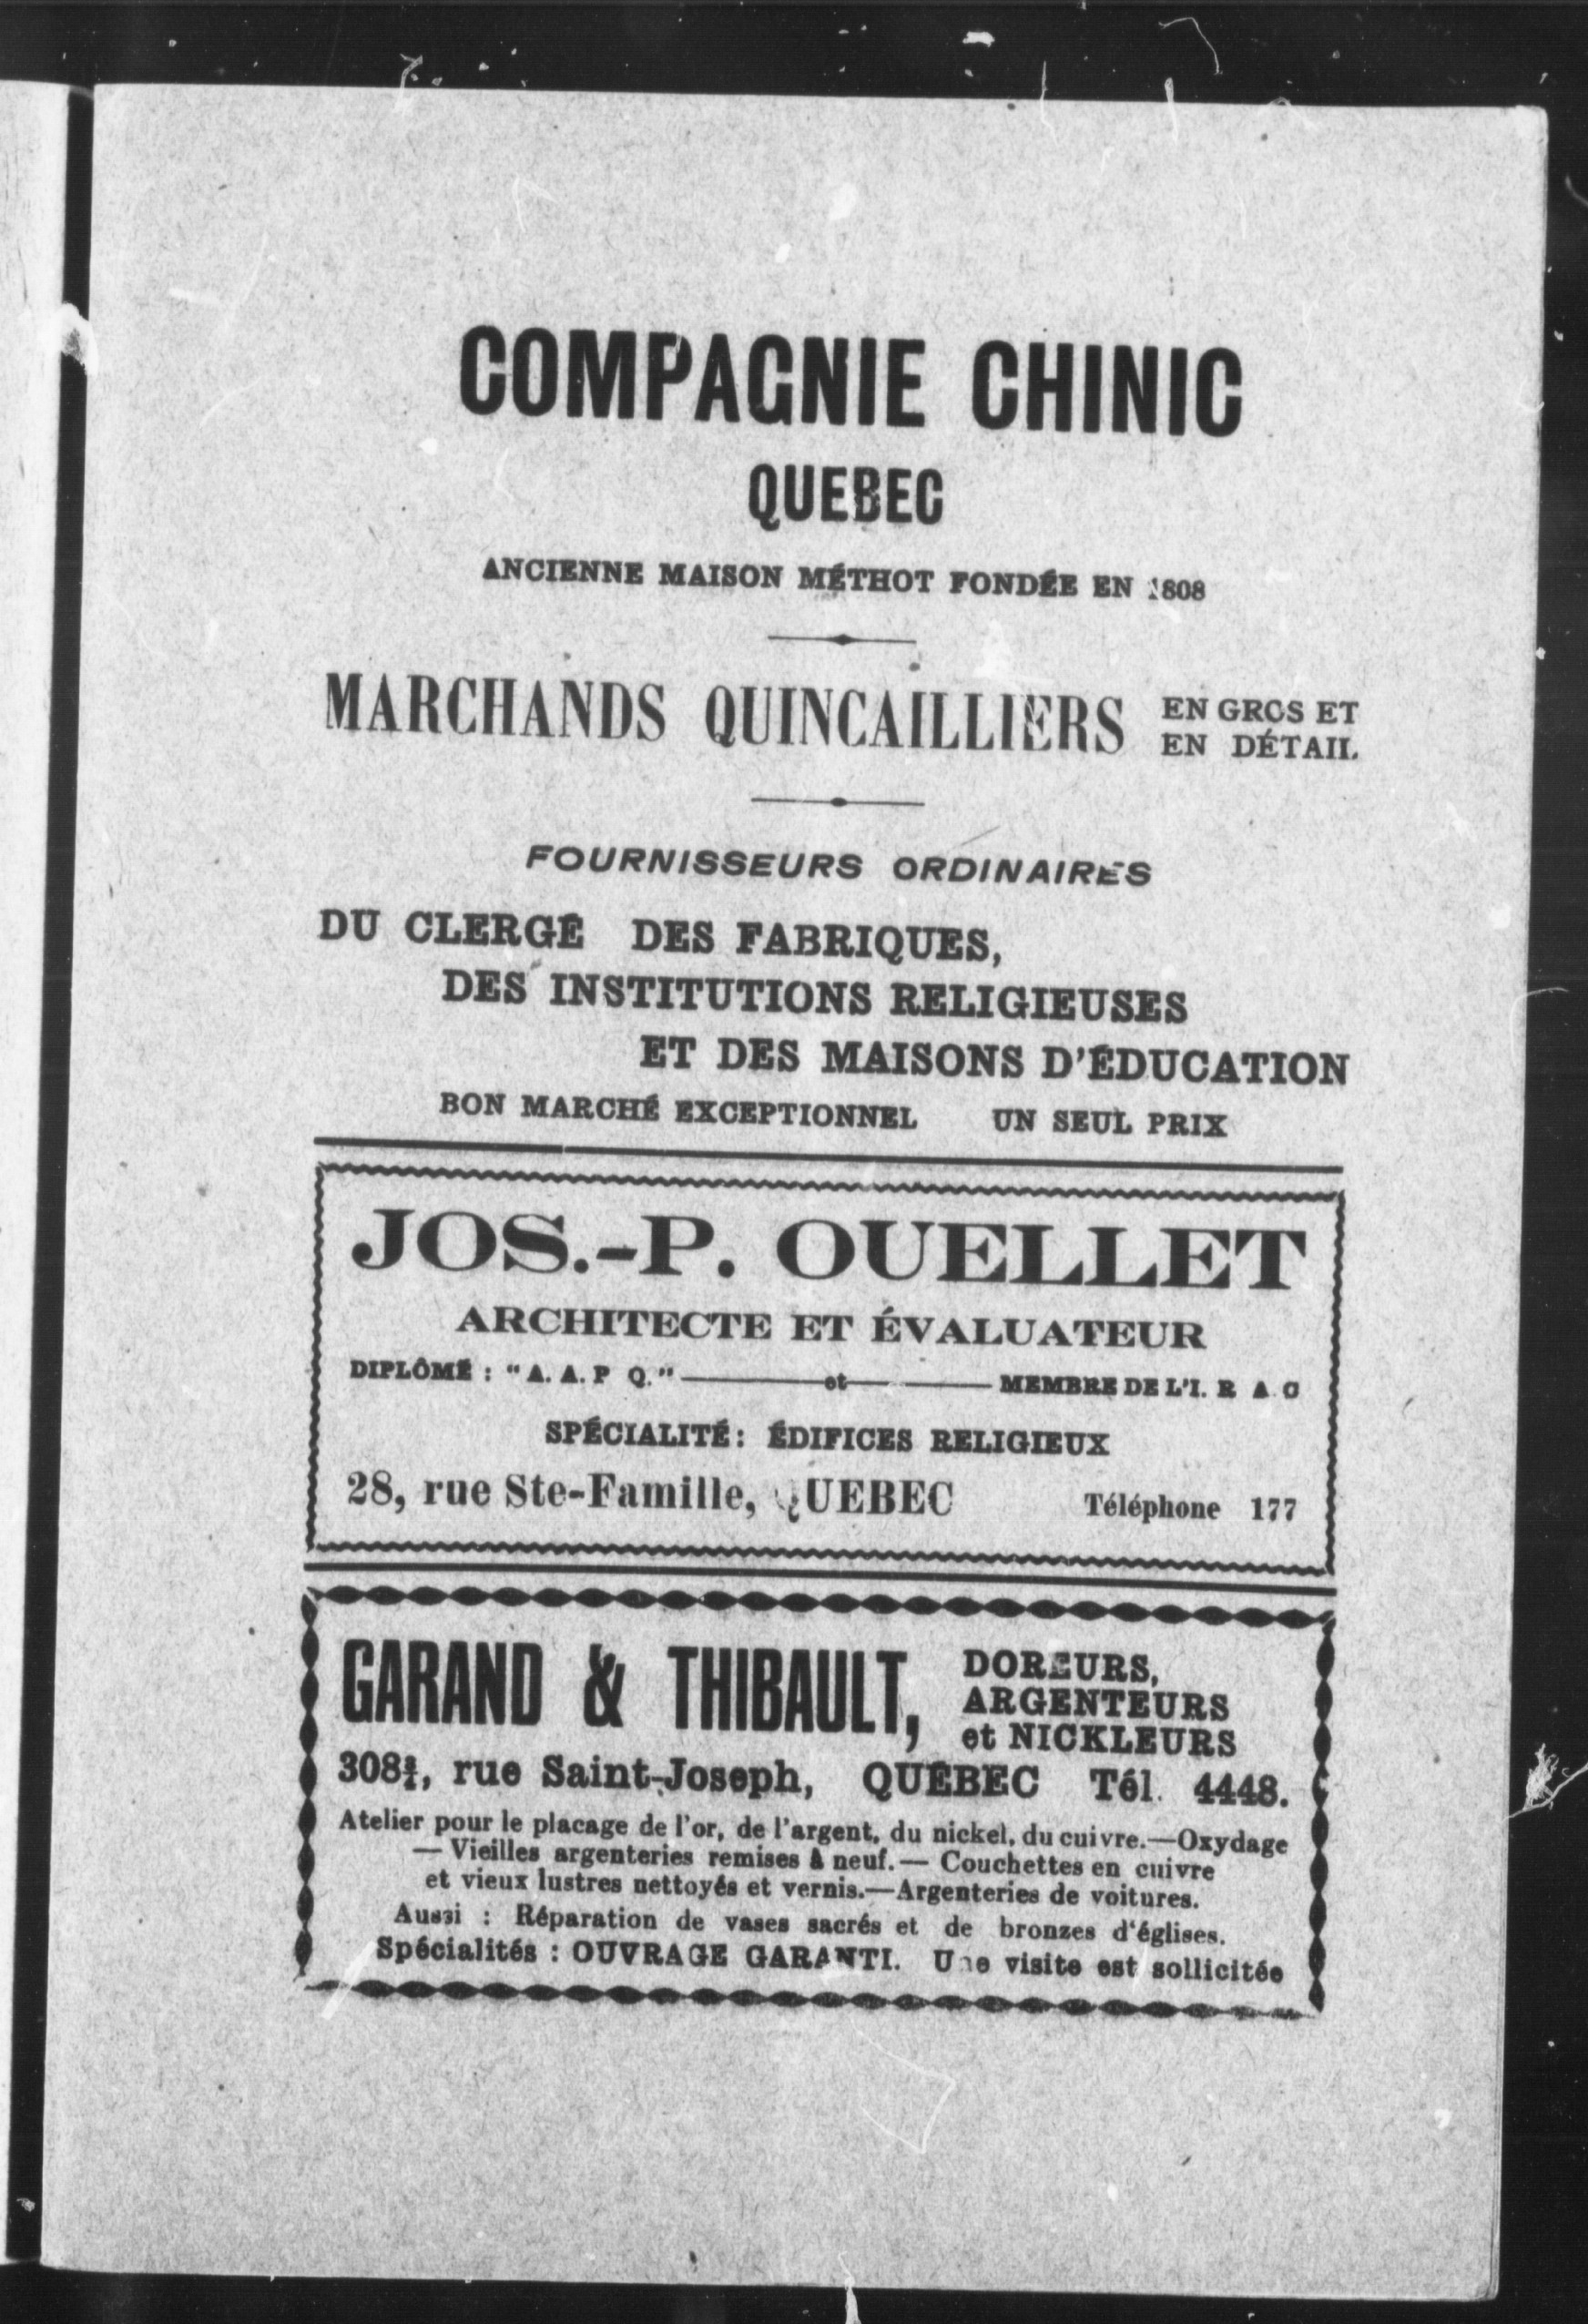 COMPAGNIE CHINIC
QUEBEC
ANCIENNE MAISON MÉTHOT FONDÉE EN 1808
MARCHANDS QUINCAILLIERS EN GROS ET
EN DÉTAIL
FOURNISSEURS ORDINAIRES
DU CLERGÉ DES FABRIQUES,
DES INSTITUTIONS RELIGIEUSES
ET DES MAISONS D'ÉDUCATION
BON MARCHÉ EXCEPTIONNEL UN SEUL PRIX
JOS.-P. OUELLET
ARCHITECTE ET ÉVALUATEUR
DIPLÔMÉ : "A. A. P Q." — et — MEMBRE DE L'I. R A C
SPÉCIALITÉ: ÉDIFICES RELIGIEUX
28, rue Ste-Famille, QUEBEC Téléphone 177
GARAND & THIBAULT, DOREURS,
ARGENTEURS
et NICKLEURS
rue Saint-Joseph, QUÉBEC Tél. 4448.
Atelier pour le placage de l'or, de l'argent, du nickel, du cuivre.—Oxydage
— Vieilles argenteries remises à neuf.— Couchettes en cuivre
et vieux lustres nettoyés et vernis.—Argenteries de voitures.
Aussi : Réparation de vases sacrés et de bronzes d'églises.
Spécialités : OUVRAGE GARANTI. Une visite est sollicitée